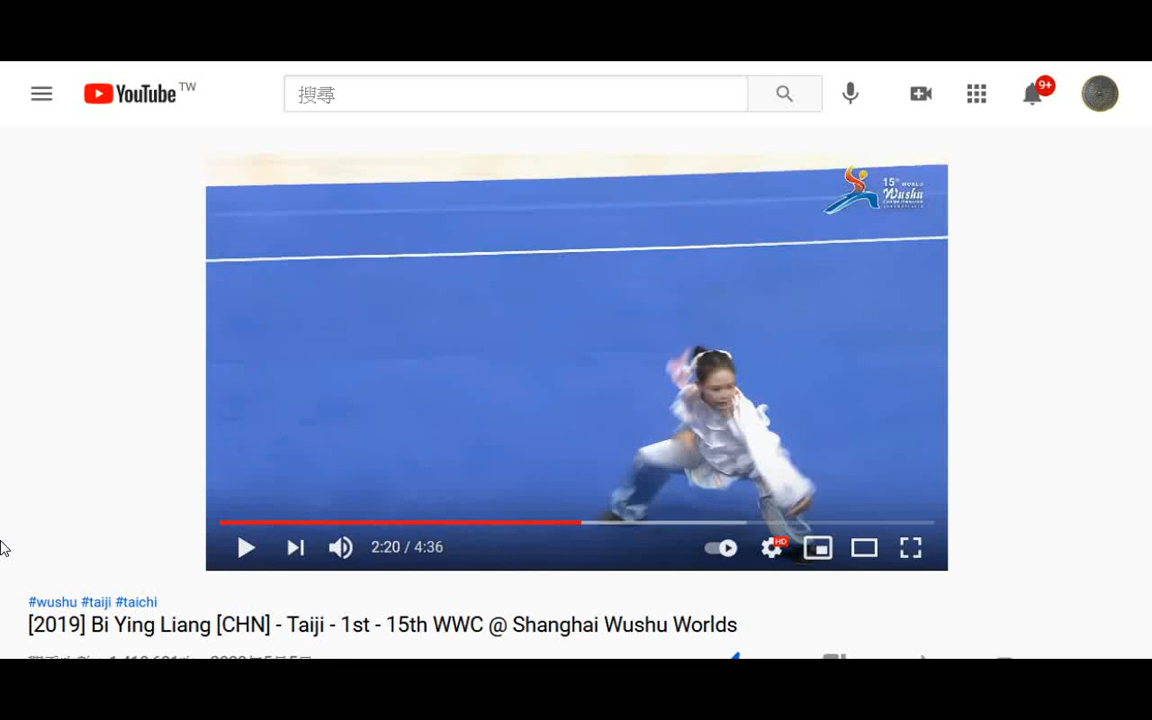 YouTube TW
搜尋
9+
15th WORLD
Wushu
HD
2:20 / 4:36
#wushu #taiji #taichi
[2019] Bi Ying Liang [CHN] - Taiji - 1st - 15th WWC @ Shanghai Wushu Worlds